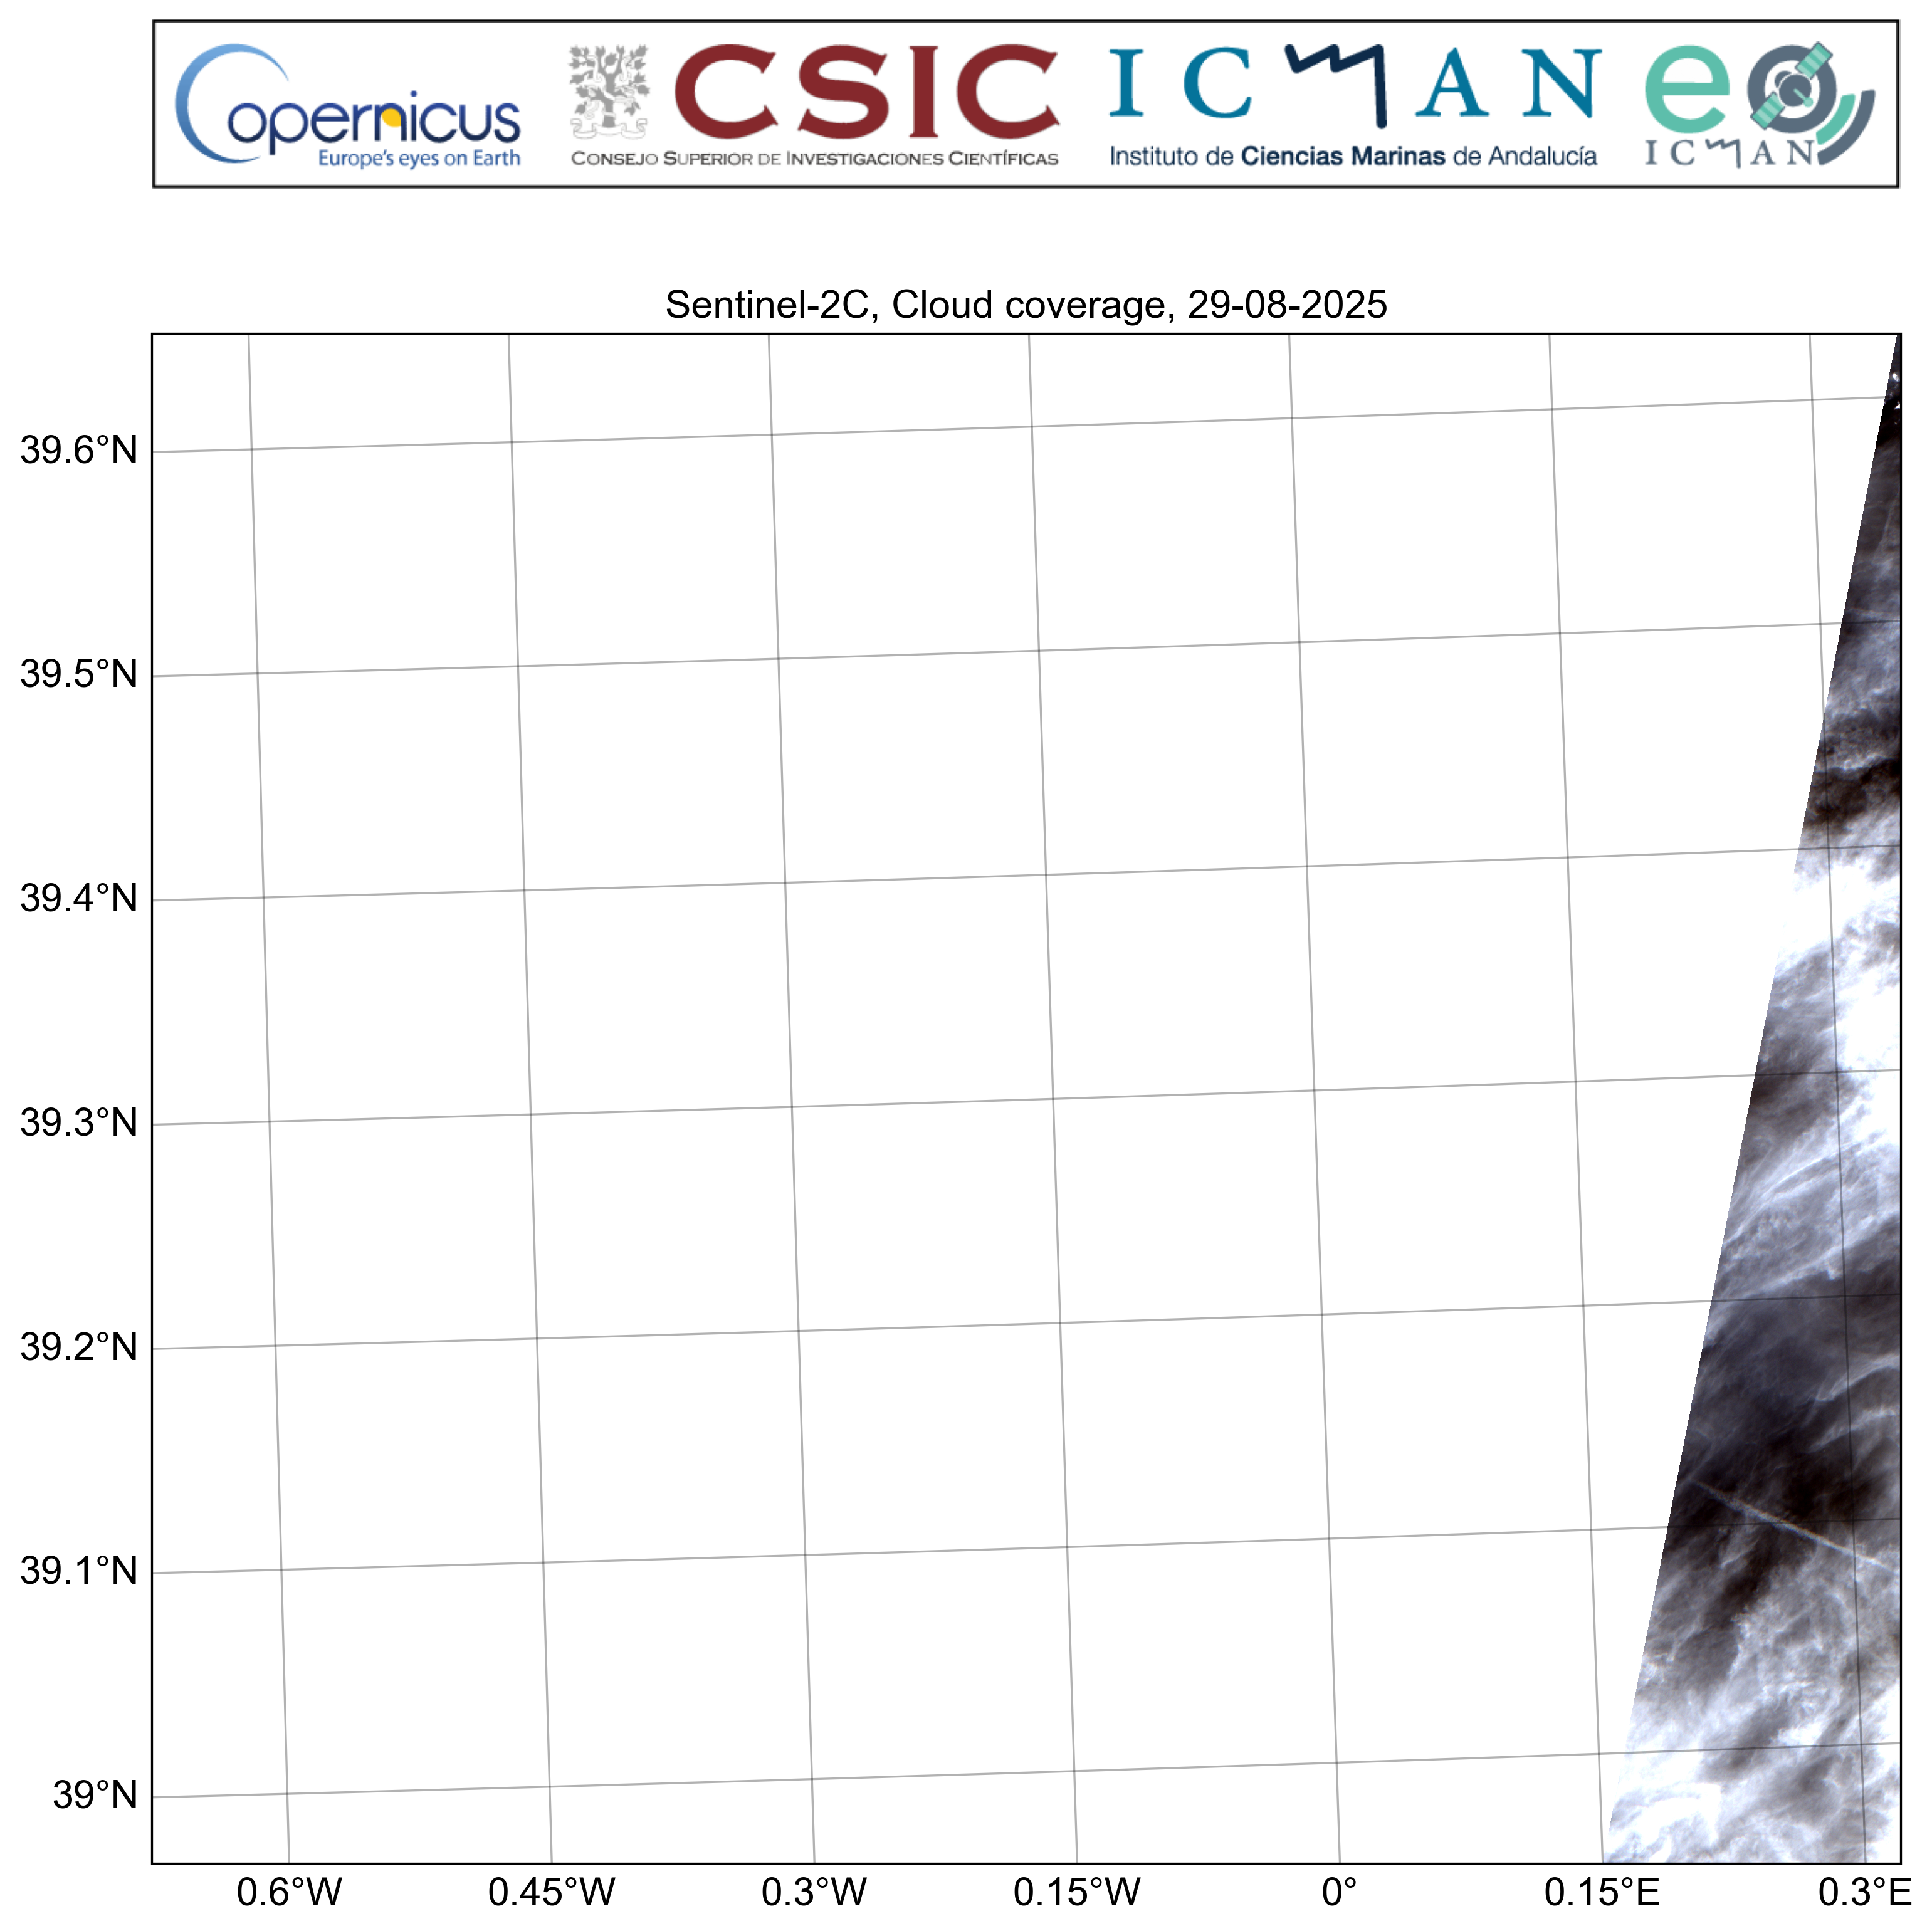 Copernicus
Europe's eyes on Earth
CSIC
CONSEJO SUPERIOR DE INVESTIGACIONES CIENTÍFICAS
ICMAN
Instituto de Ciencias Marinas de Andalucía
eo
ICMAN
Sentinel-2C, Cloud coverage, 29-08-2025
39.6°N
39.5°N
39.4°N
39.3°N
39.2°N
39.1°N
39°N
0.6°W 0.45°W 0.3°W 0.15°W 0° 0.15°E 0.3°E